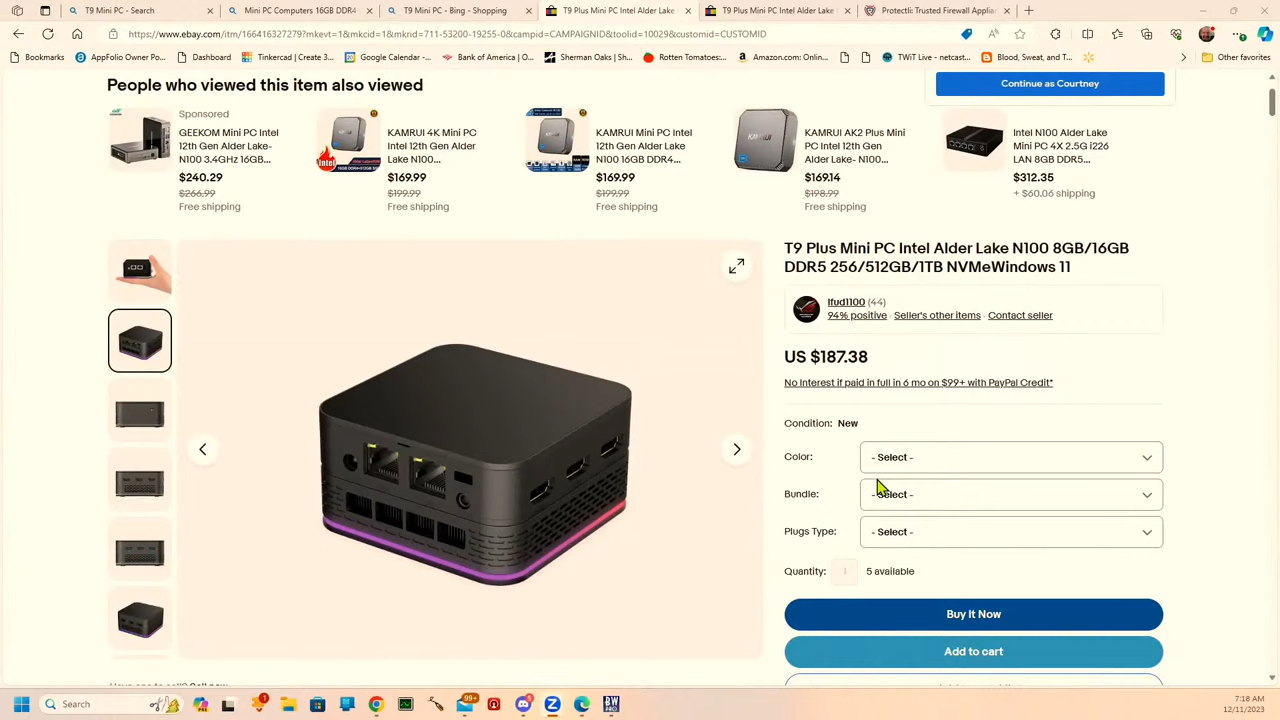 T9 Mini PC - Search
Mini PC Computers 16GB DDR4
T9 Mini PC - Bing - Shopping
T9 Plus Mini PC Intel Alder Lake
T9 Plus Mini PC Intel Alder Lake
Protectli: Trusted Firewall Applian
https://www.ebay.com/itm/166416327279?mkevt=1&mkcid=1&mkrid=711-53200-19255-0&campid=CAMPAIGNID&toolid=10029&customid=CUSTOMID
Bookmarks
AppFolio Owner Po...
Dashboard
Tinkercad | Create 3...
Google Calendar -...
Bank of America | O...
Sherman Oaks | Sh...
Rotten Tomatoes:...
Amazon.com: Onlin...
TWiT Live - netcast...
Blood, Sweat, and T...
Other favorites
People who viewed this item also viewed
Continue as Courtney
Sponsored
GEEKOM Mini PC Intel
12th Gen Alder Lake-
N100 3.4GHz 16GB...
$240.29
$266.99
Free shipping
KAMRUI 4K Mini PC
Intel 12th Gen Alder
Lake N100...
$169.99
$199.99
Free shipping
KAMRUI Mini PC Intel
12th Gen Alder Lake-
N100 16GB DDR4...
$169.99
$199.99
Free shipping
KAMRUI AK2 Plus Mini
PC Intel 12th Gen
Alder Lake- N100...
$169.14
$198.99
Free shipping
Intel N100 Alder Lake
Mini PC 4X 2.5G i226
LAN 8GB DDR5...
$312.35
+ $60.06 shipping
T9 Plus Mini PC Intel Alder Lake N100 8GB/16GB
DDR5 256/512GB/1TB NVMeWindows 11
lfud1100 (44)
94% positive · Seller's other items · Contact seller
US $187.38
No Interest if paid in full in 6 mo on $99+ with PayPal Credit*
Condition: New
Color: - Select -
Bundle: - Select -
Plugs Type: - Select -
Quantity: 1 5 available
Buy It Now
Add to cart
Search
7:18 AM
12/11/2023